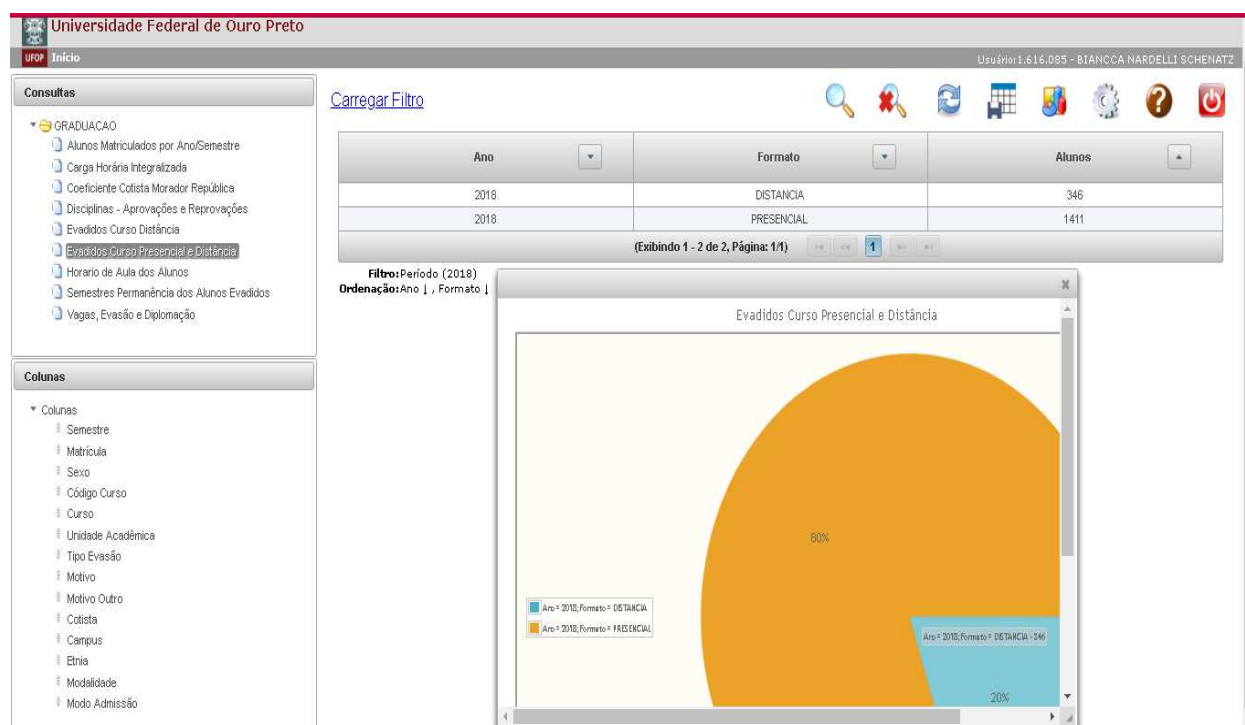 Universidade Federal de Ouro Preto
UFOP Início
Usuário:1.616.085 - BIANCCA NARDELLI SCHENATZ
Consultas
GRADUACAO
Alunos Matriculados por Ano/Semestre
Carga Horária Integralizada
Coeficiente Cotista Morador República
Disciplinas - Aprovações e Reprovações
Evadidos Curso Distância
Evadidos Curso Presencial e Distância
Horario de Aula dos Alunos
Semestres Permanência dos Alunos Evadidos
Vagas, Evasão e Diplomação
Colunas
Colunas
Semestre
Matrícula
Sexo
Código Curso
Curso
Unidade Acadêmica
Tipo Evasão
Motivo
Motivo Outro
Cotista
Campus
Etnia
Modalidade
Modo Admissão
Carregar Filtro
Ano Formato Alunos
2018 DISTANCIA 346
2018 PRESENCIAL 1411
(Exibindo 1 - 2 de 2, Página: 1/1) 1
Filtro:Período (2018)
Ordenação:Ano ↓ , Formato ↓
Evadidos Curso Presencial e Distância
80%
Ano = 2018; Formato = DISTANCIA
Ano = 2018; Formato = PRESENCIAL
Ano = 2018; Formato = DISTANCIA - 346
20%